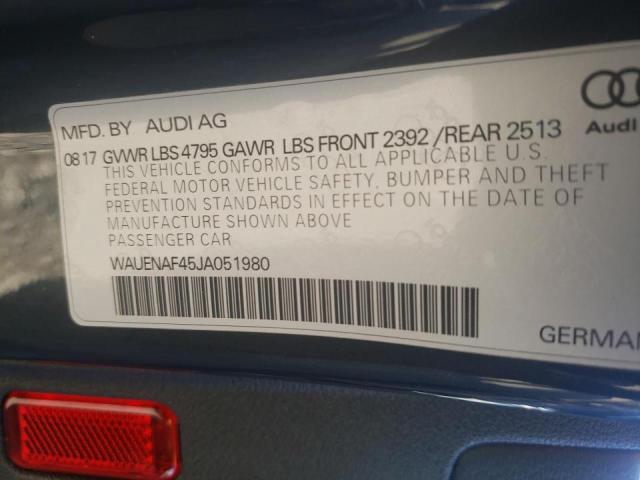 MFD. BY AUDI AG
Audi
08 17 GVWR LBS 4795 GAWR LBS FRONT 2392 /REAR 2513
THIS VEHICLE CONFORMS TO ALL APPLICABLE U.S.
FEDERAL MOTOR VEHICLE SAFETY, BUMPER AND THEFT
PREVENTION STANDARDS IN EFFECT ON THE DATE OF
MANUFACTURE SHOWN ABOVE
PASSENGER CAR
WAUENAF45JA051980
GERMAN